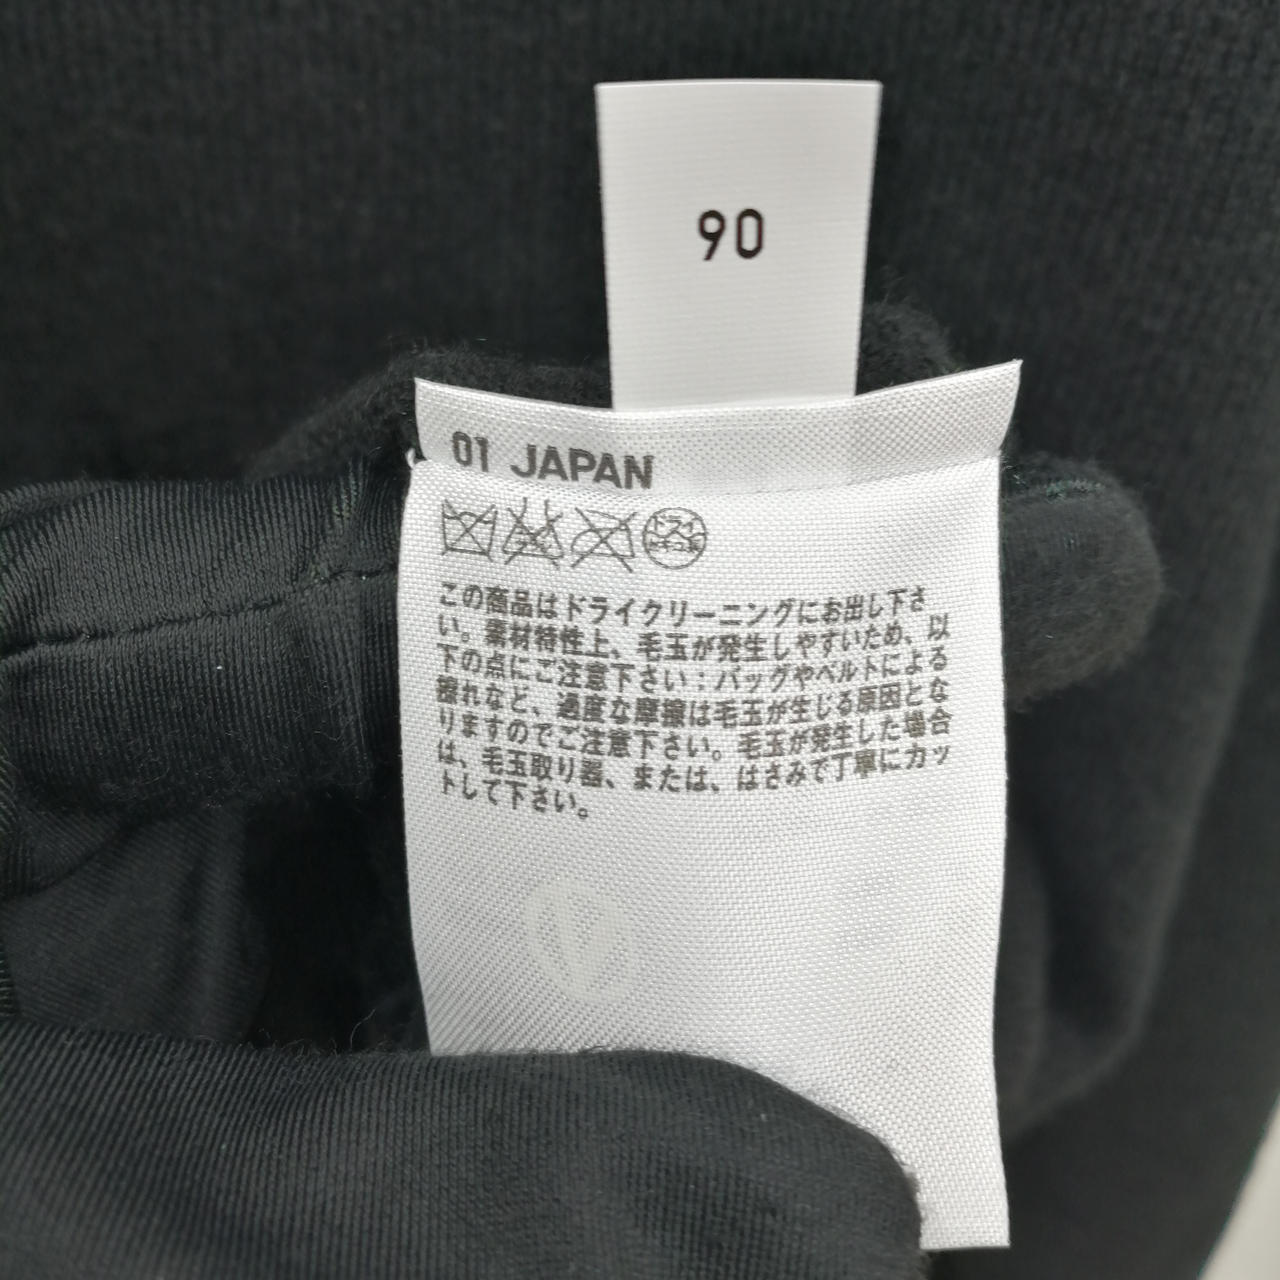 90
01 JAPAN
ドライ
この商品はドライクリーニングにお出し下さ
い。素材特性上、毛玉が発生しやすいため、以
下の点にご注意下さい：バッグやベルトによる
擦れなど、過度な摩擦は毛玉が生じる原因とな
りますのでご注意下さい。毛玉が発生した場合
は、毛玉取り器、または、はさみで丁寧にカッ
トして下さい。